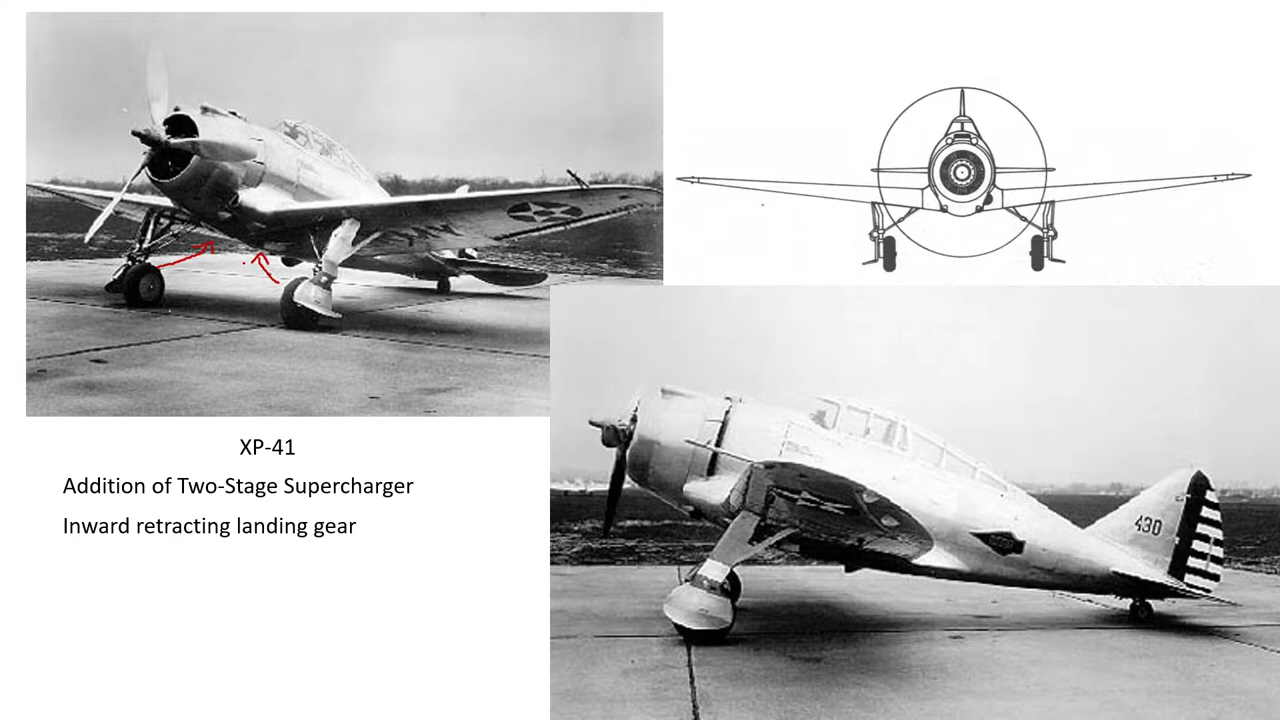 XP-41
Addition of Two-Stage Supercharger
Inward retracting landing gear
430